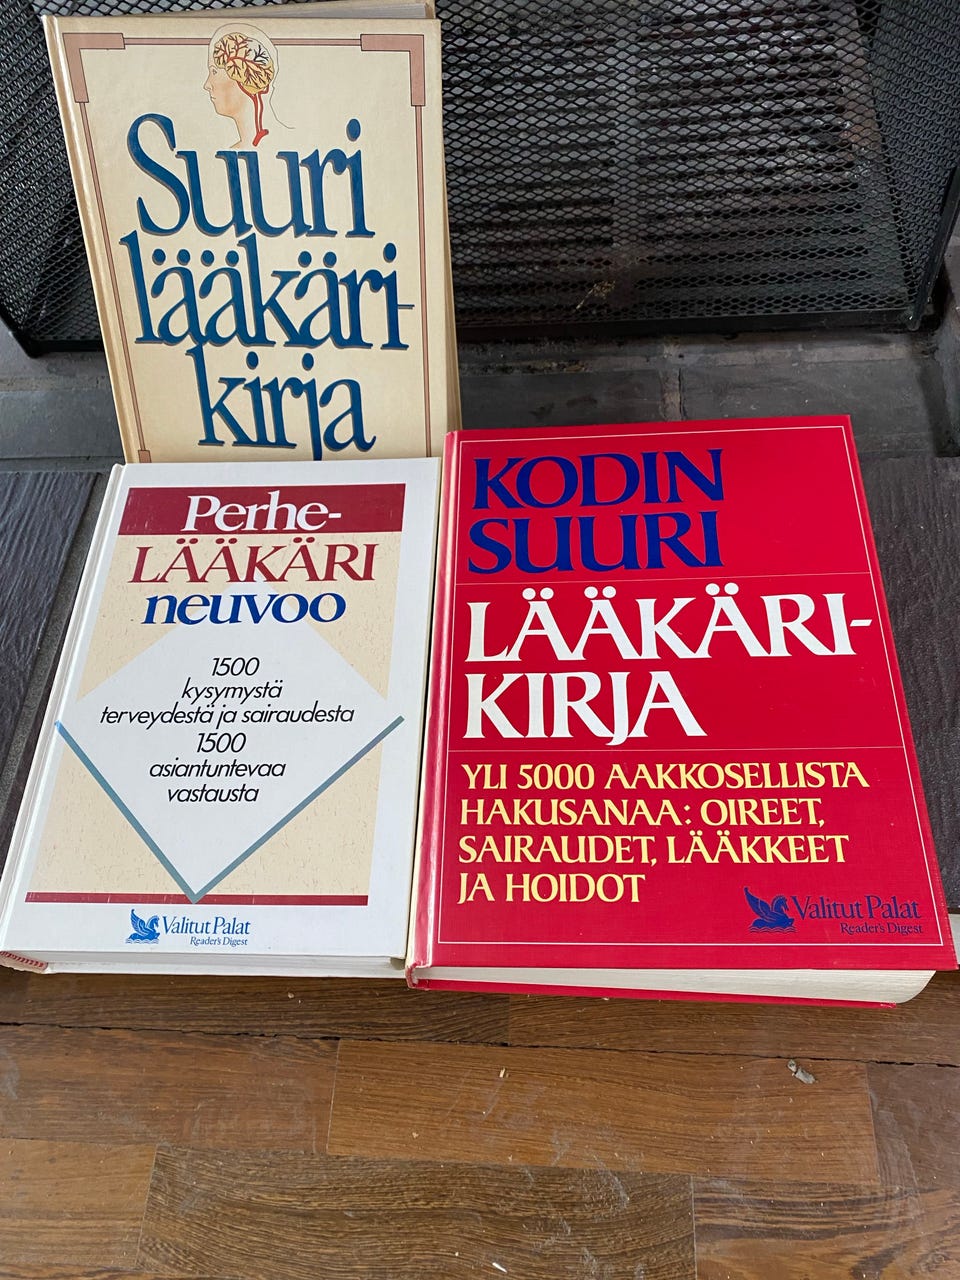 Suuri
lääkäri-
kirja
Perhe-
LÄÄKÄRI
neuvoo
1500
kysymystä
terveydestä ja sairaudesta
1500
asiantuntevaa
vastausta
Valitut Palat
Reader's Digest
KODIN
SUURI
LÄÄKÄRI-
KIRJA
YLI 5000 AAKKOSELLISTA
HAKUSANAA: OIREET,
SAIRAUDET, LÄÄKKEET
JA HOIDOT
Valitut Palat
Reader's Digest